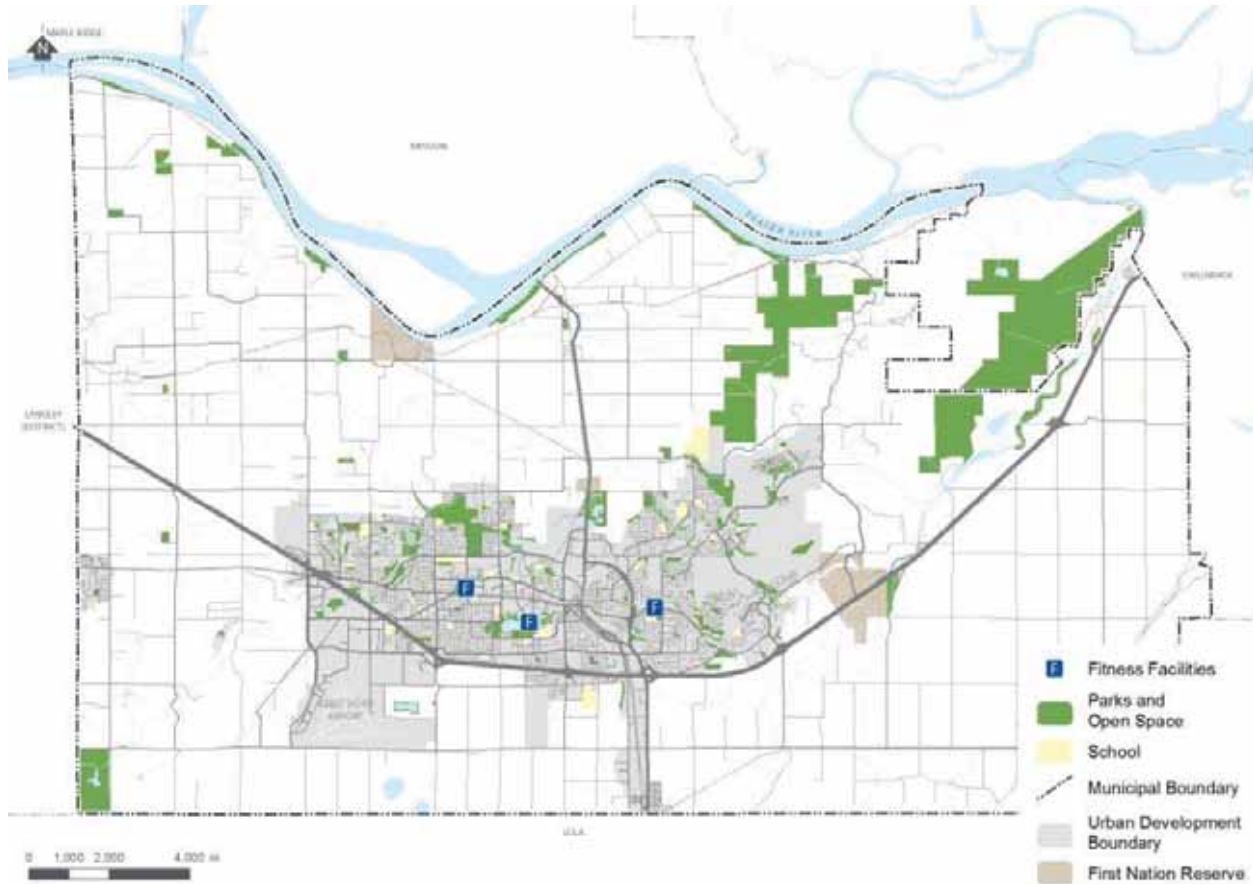 MAPLE RIDGE
N
MISSION
FRASER RIVER
CHILLIWACK
LANGLEY
(DISTRICT)
F
F
F
AIRPORT
U.S.A.
0 1,000 2,000 4,000 m
F Fitness Facilities
Parks and
Open Space
School
Municipal Boundary
Urban Development
Boundary
First Nation Reserve